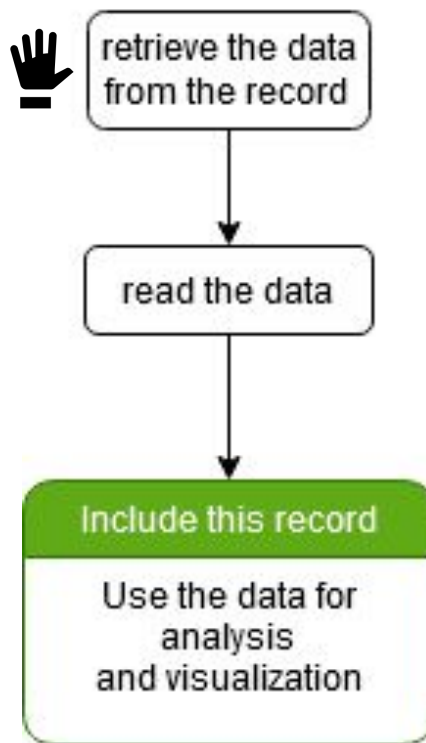 retrieve the data
from the record
read the data
Include this record
Use the data for
analysis
and visualization